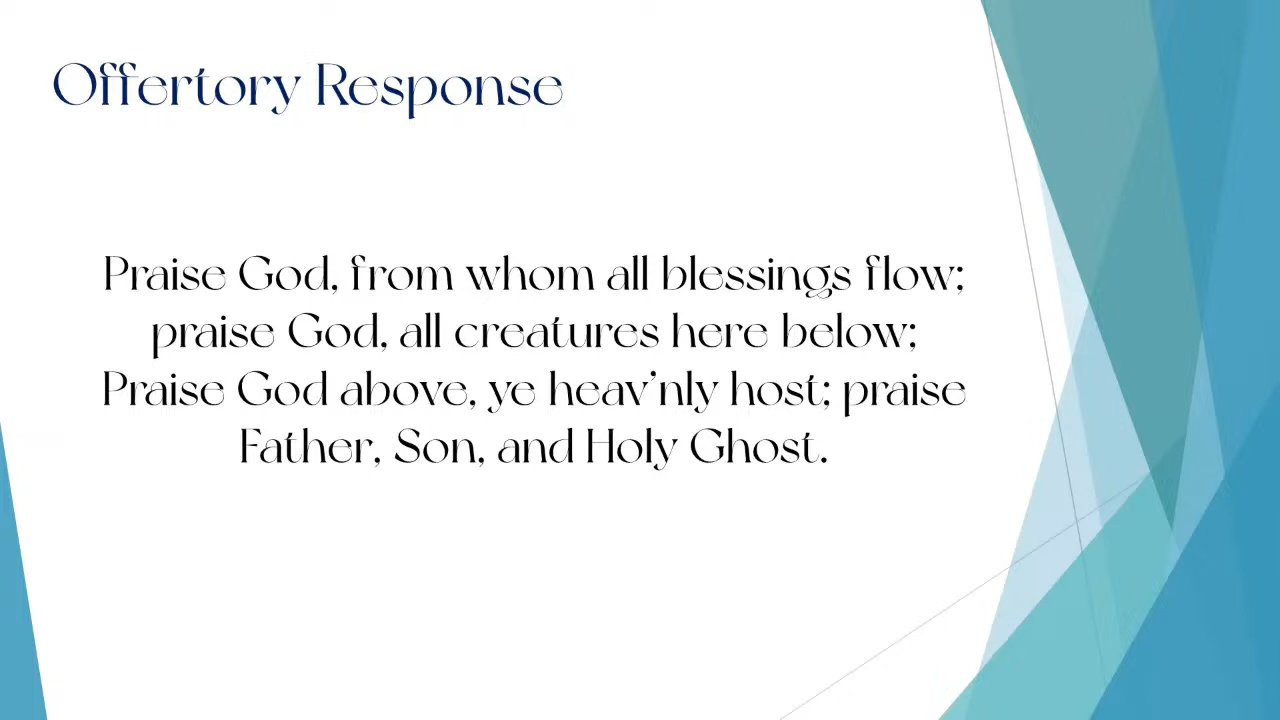 Offertory Response
Praise God, from whom all blessings flow;
praise God, all creatures here below;
Praise God above, ye heav’nly host; praise
Father, Son, and Holy Ghost.